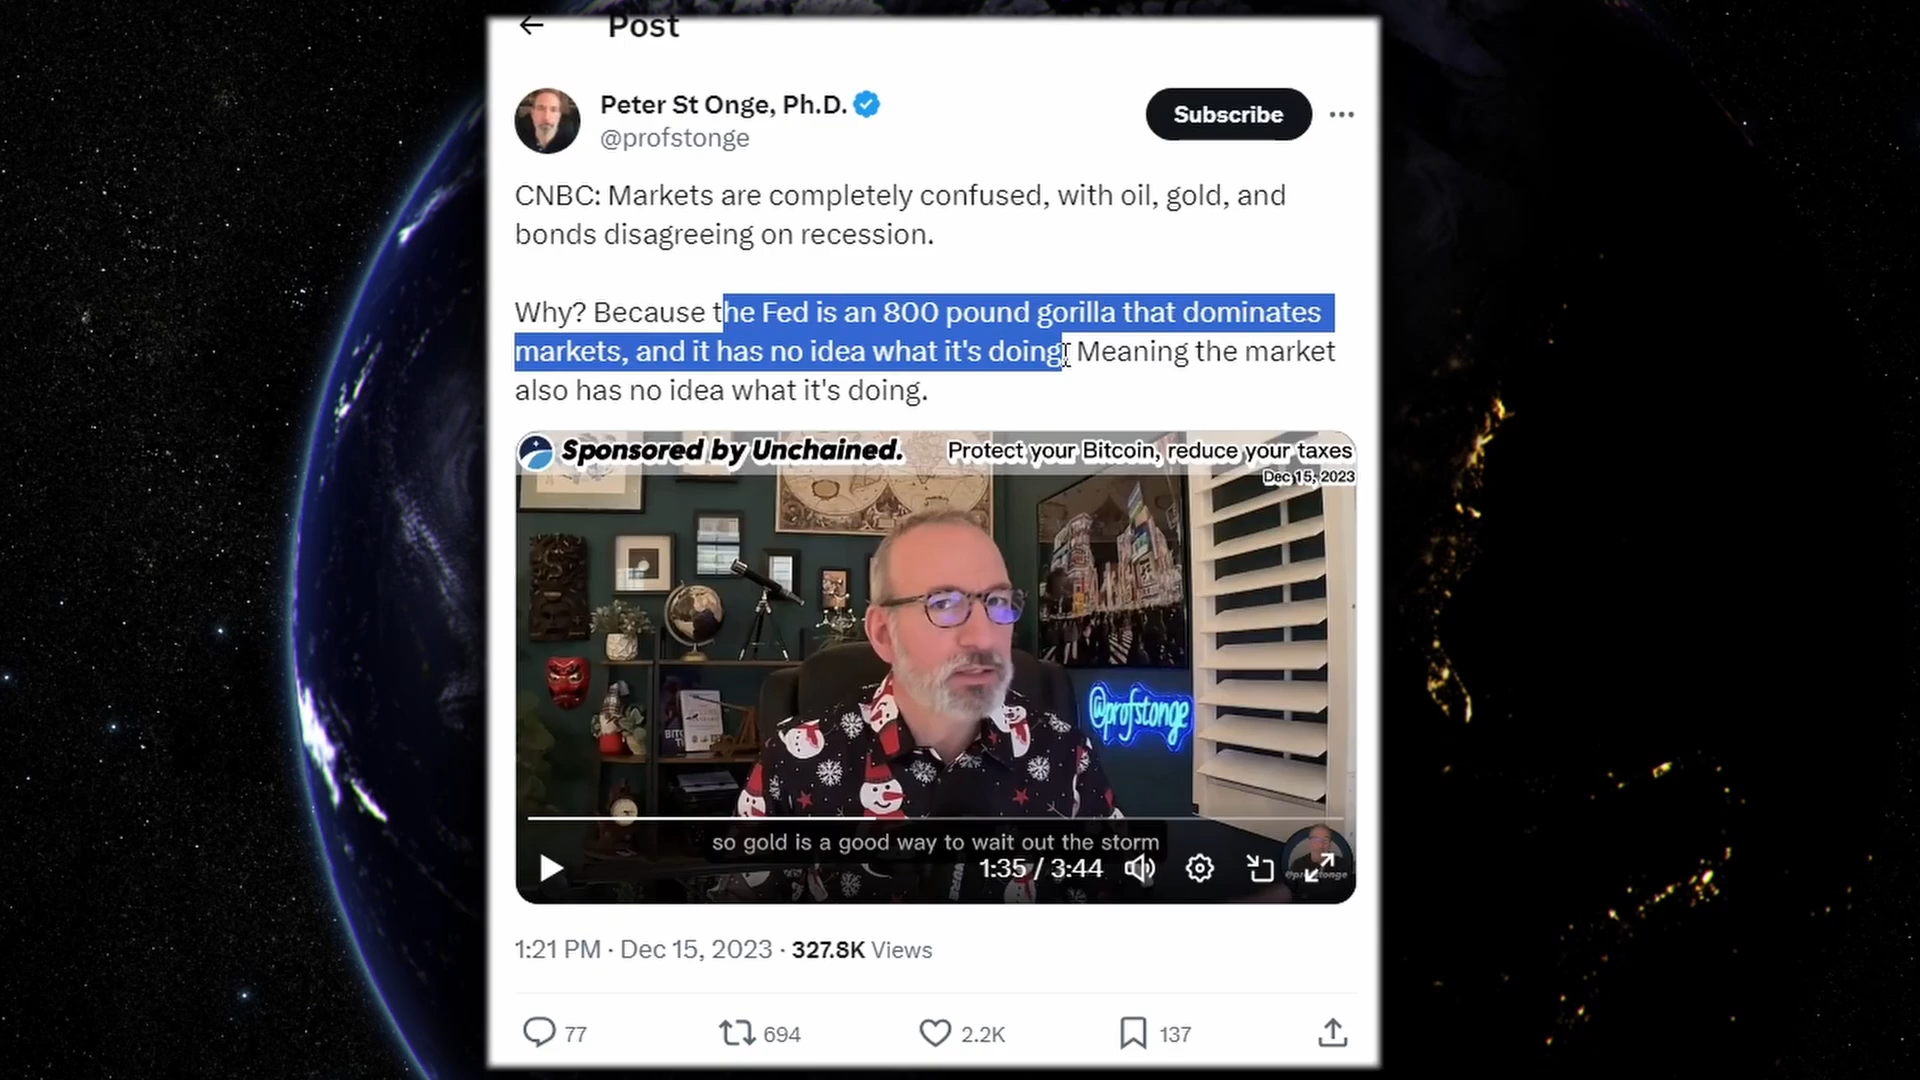 Post
Peter St Onge, Ph.D.
@profstonge
Subscribe
CNBC: Markets are completely confused, with oil, gold, and
bonds disagreeing on recession.
Why? Because the Fed is an 800 pound gorilla that dominates
markets, and it has no idea what it's doing. Meaning the market
also has no idea what it's doing.
Sponsored by Unchained.
Protect your Bitcoin, reduce your taxes
Dec 15, 2023
@profstonge
so gold is a good way to wait out the storm
1:35 / 3:44
1:21 PM · Dec 15, 2023 · 327.8K Views
77
694
2.2K
137